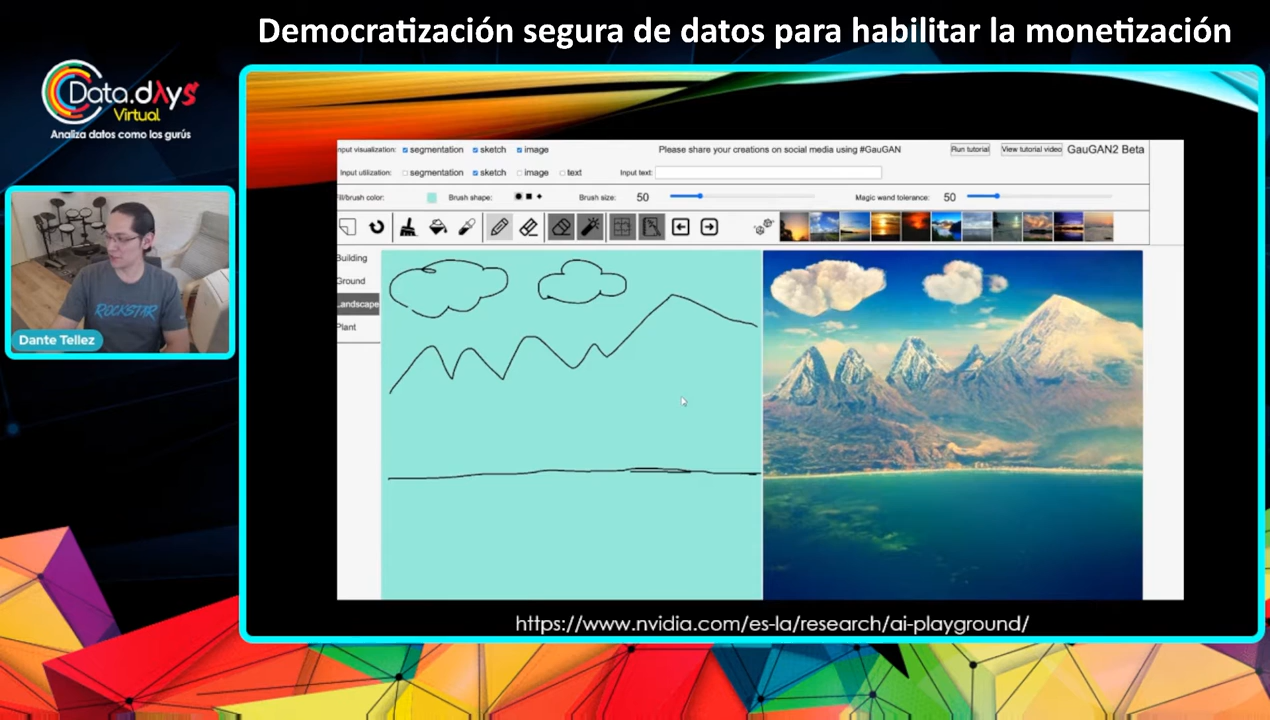 Democratización segura de datos para habilitar la monetización
Data.dAys
Virtual
Analiza datos como los gurús
ROCKSTAR
Dante Tellez
nput visualization: segmentation sketch image Please share your creations on social media using #GauGAN Run tutorial View tutorial video GauGAN2 Beta
Input utilization: segmentation sketch image text Input text:
Fill/brush color: Brush shape: Brush size: 50 Magic wand tolerance: 50
Building
Ground
Landscape
Plant
https://www.nvidia.com/es-la/research/ai-playground/